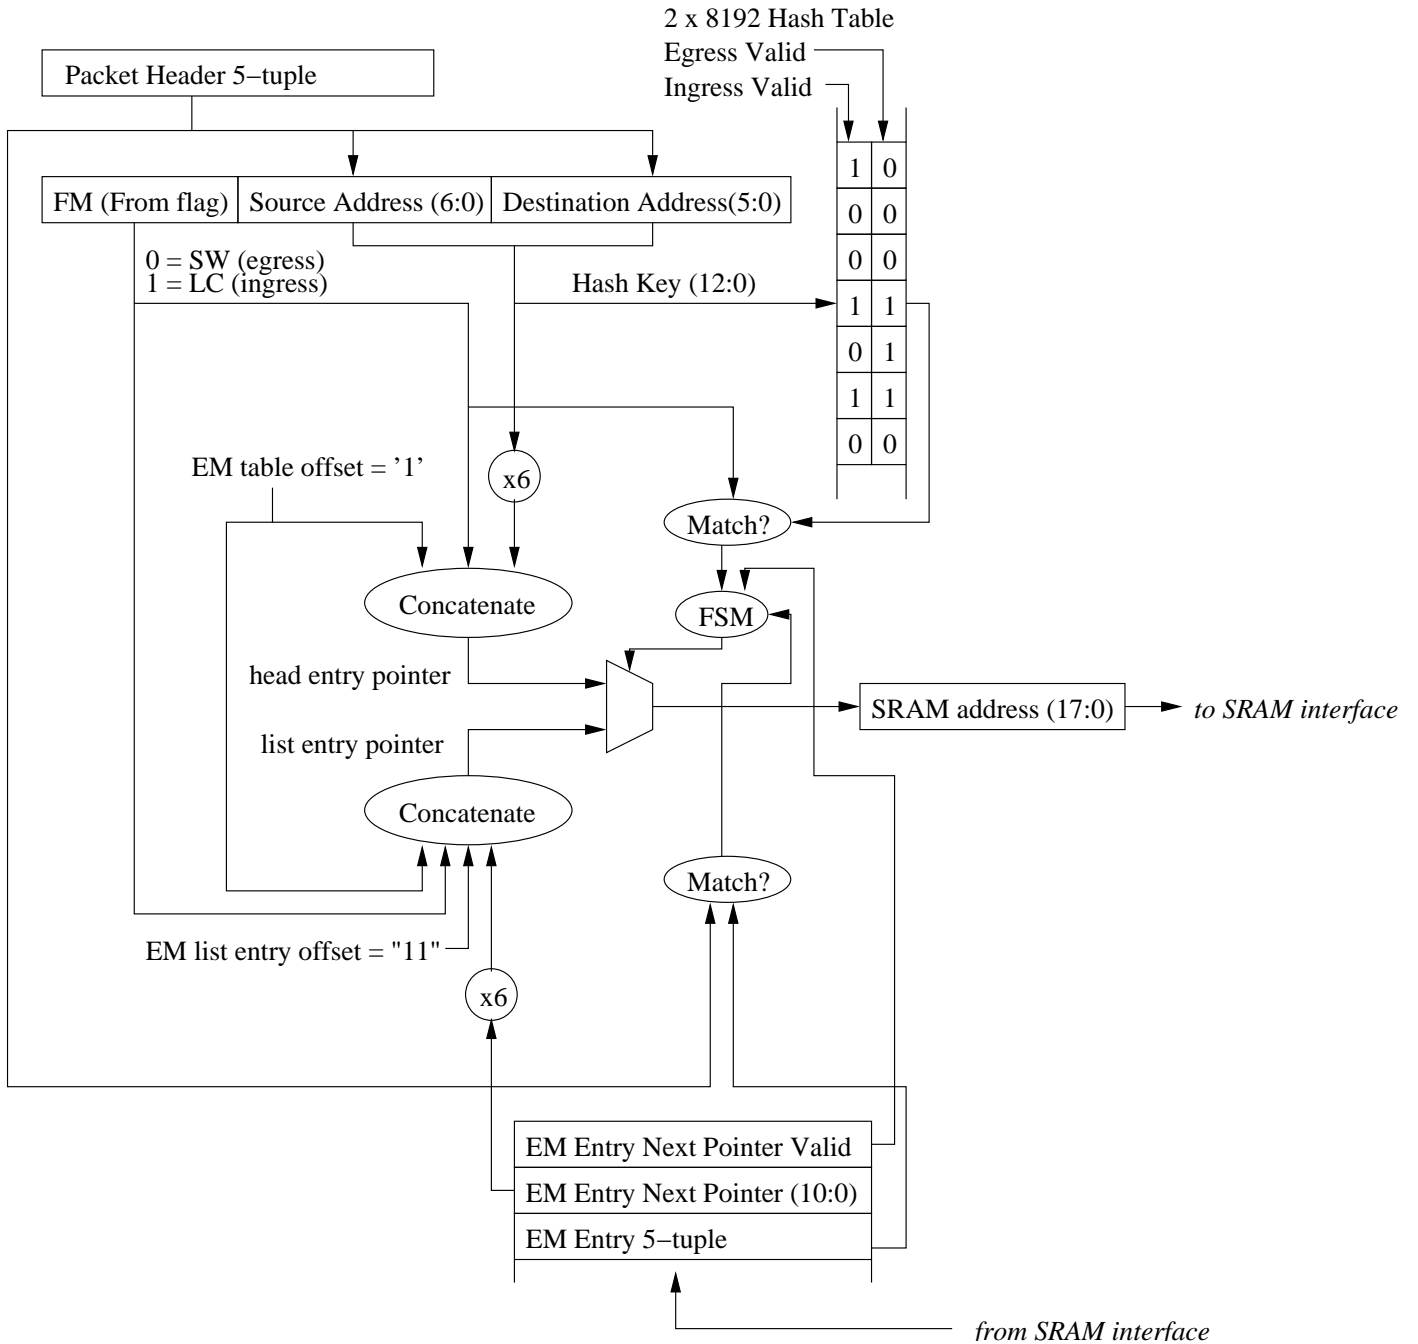 2 x 8192 Hash Table
Egress Valid
Ingress Valid
Packet Header 5−tuple
FM (From flag)
Source Address (6:0)
Destination Address(5:0)
0 = SW (egress)
1 = LC (ingress)
Hash Key (12:0)
1 0
0 0
0 0
1 1
0 1
1 1
0 0
EM table offset = ’1’
x6
Match?
Concatenate
FSM
head entry pointer
SRAM address (17:0)
to SRAM interface
list entry pointer
Concatenate
Match?
EM list entry offset = "11"
x6
EM Entry Next Pointer Valid
EM Entry Next Pointer (10:0)
EM Entry 5−tuple
from SRAM interface